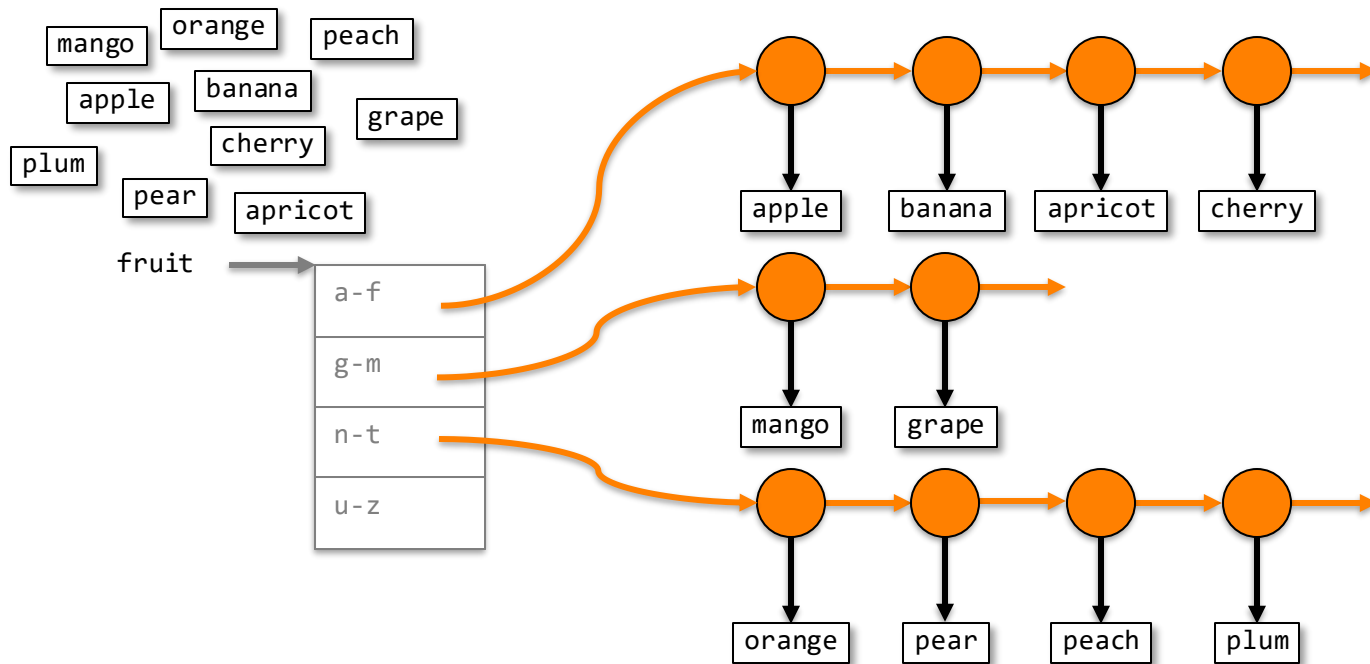 orange
peach
mango
banana
apple
grape
cherry
plum
pear
apricot
fruit
a-f
g-m
n-t
u-z
apple
banana
apricot
cherry
mango
grape
orange
pear
peach
plum